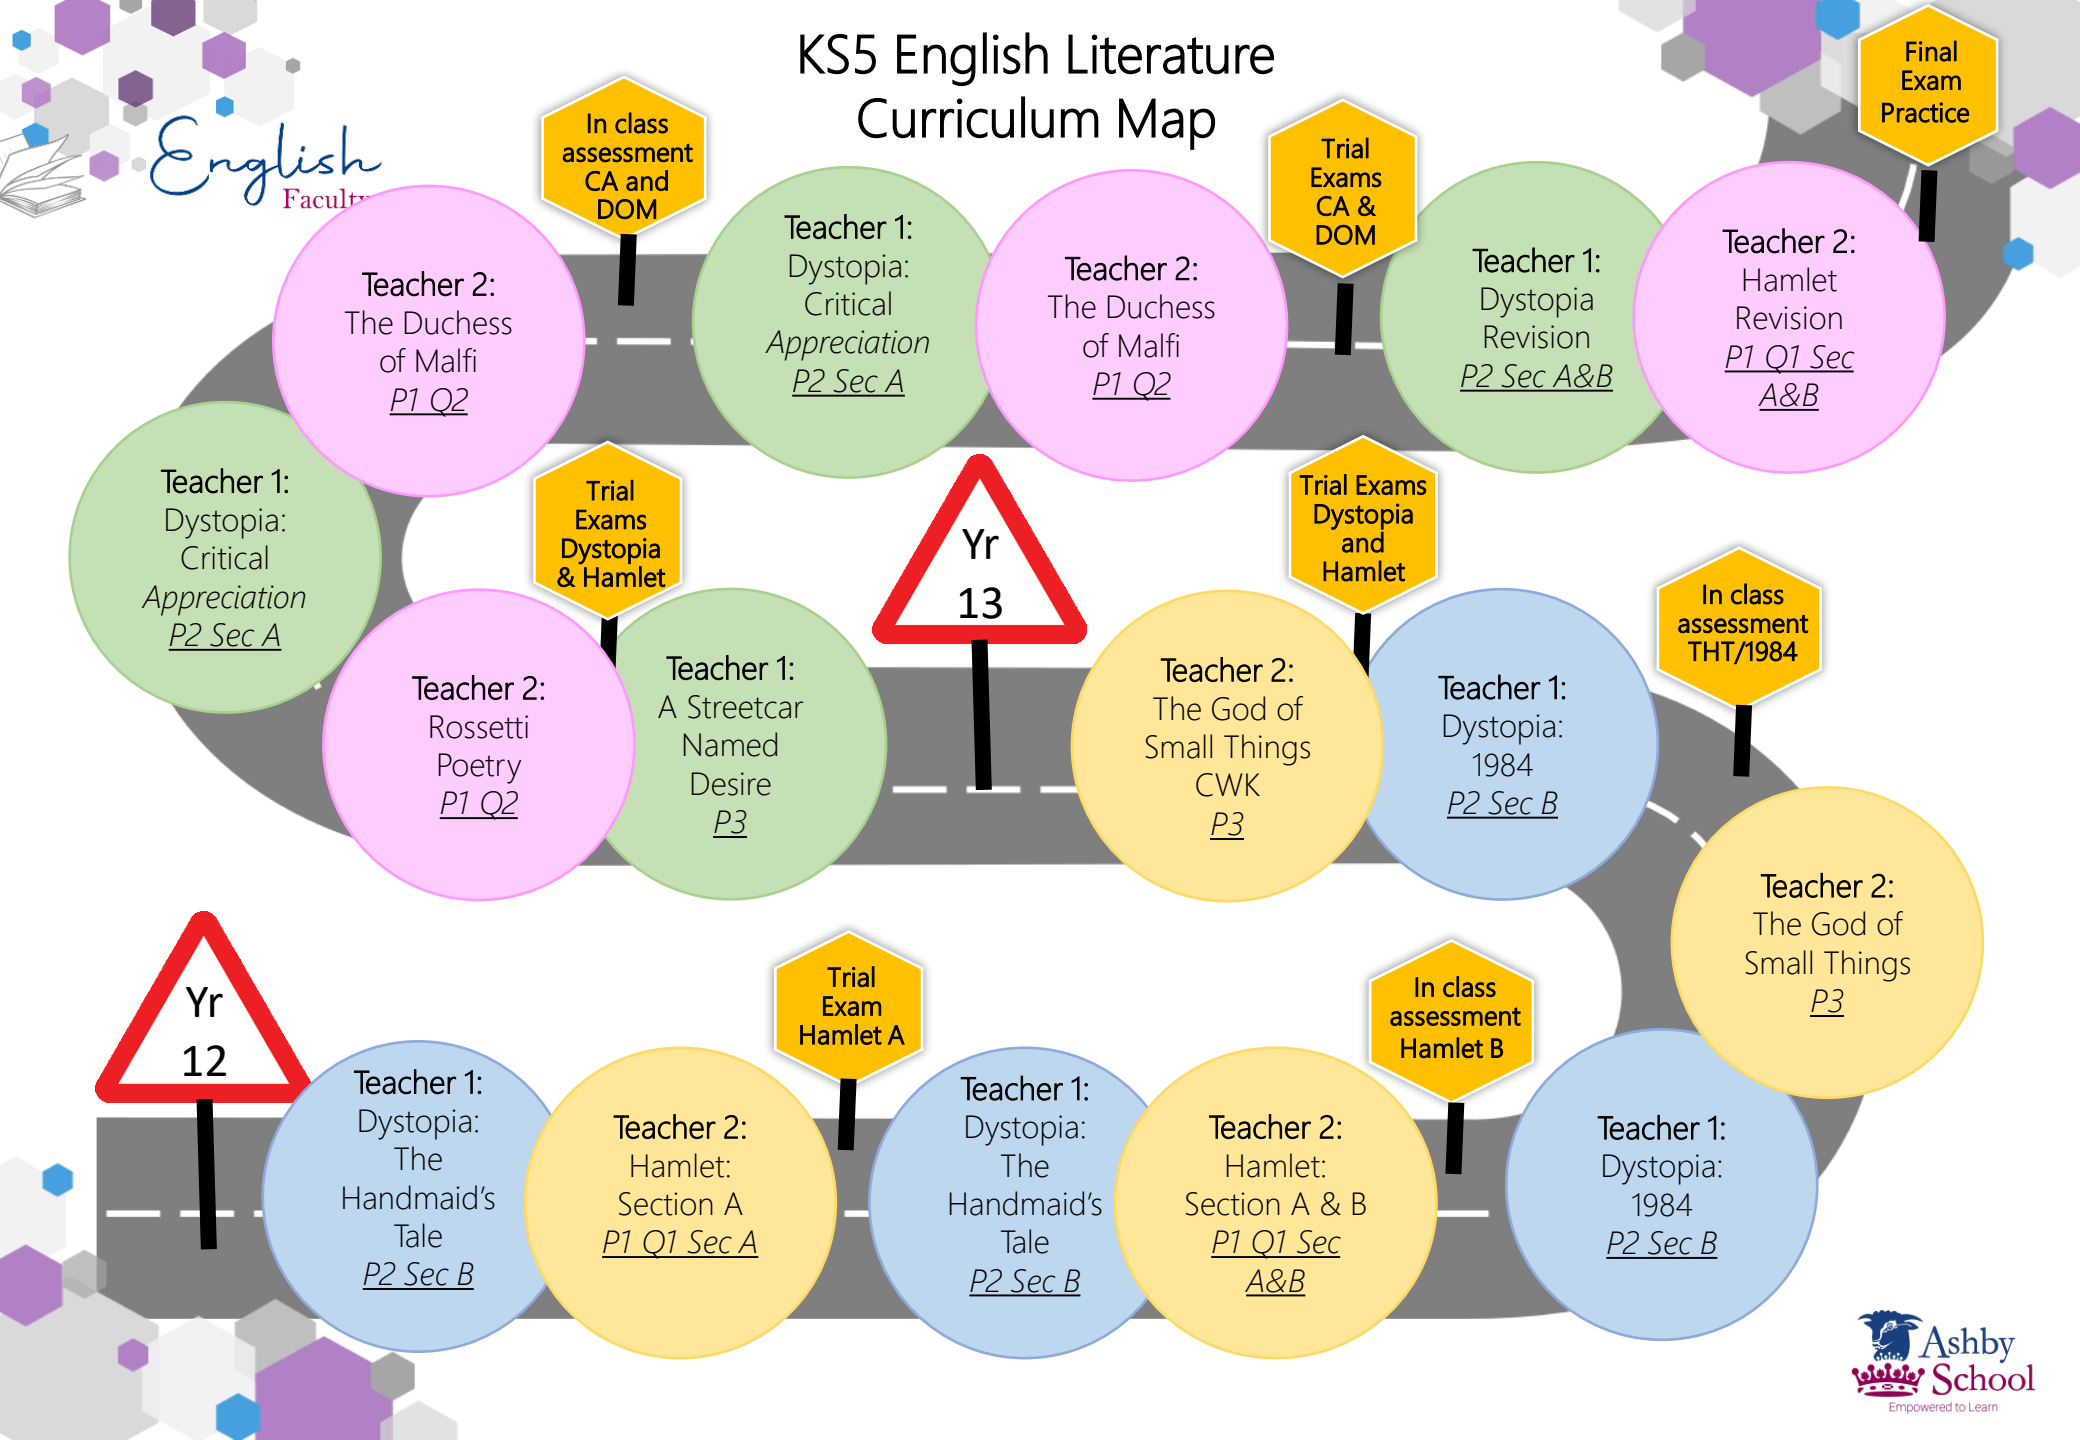 KS5 English Literature
Curriculum Map
English
Faculty
Final
Exam
Practice
In class
assessment
CA and
DOM
Trial
Exams
CA &
DOM
Teacher 2:
The Duchess
of Malfi
P1 Q2
Teacher 1:
Dystopia:
Critical
Appreciation
P2 Sec A
Teacher 2:
The Duchess
of Malfi
P1 Q2
Teacher 1:
Dystopia
Revision
P2 Sec A&B
Teacher 2:
Hamlet
Revision
P1 Q1 Sec
A&B
Teacher 1:
Dystopia:
Critical
Appreciation
P2 Sec A
Trial
Exams
Dystopia
& Hamlet
Yr
13
Trial Exams
Dystopia
and
Hamlet
In class
assessment
THT/1984
Teacher 2:
Rossetti
Poetry
P1 Q2
Teacher 1:
A Streetcar
Named
Desire
P3
Teacher 2:
The God of
Small Things
CWK
P3
Teacher 1:
Dystopia:
1984
P2 Sec B
Teacher 2:
The God of
Small Things
P3
Yr
12
Trial
Exam
Hamlet A
In class
assessment
Hamlet B
Teacher 1:
Dystopia:
The
Handmaid's
Tale
P2 Sec B
Teacher 2:
Hamlet:
Section A
P1 Q1 Sec A
Teacher 1:
Dystopia:
The
Handmaid's
Tale
P2 Sec B
Teacher 2:
Hamlet:
Section A & B
P1 Q1 Sec
A&B
Teacher 1:
Dystopia:
1984
P2 Sec B
Ashby
School
Empowered to Learn